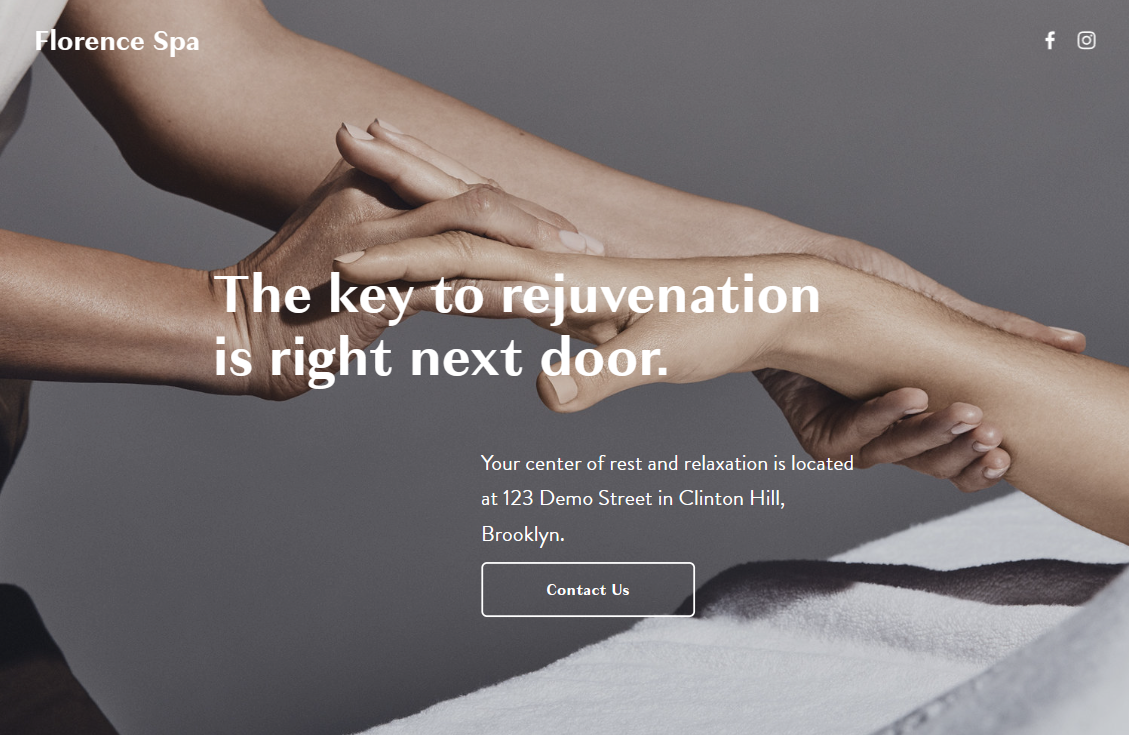 Florence Spa
The key to rejuvenation
is right next door.
Your center of rest and relaxation is located
at 123 Demo Street in Clinton Hill,
Brooklyn.
Contact Us